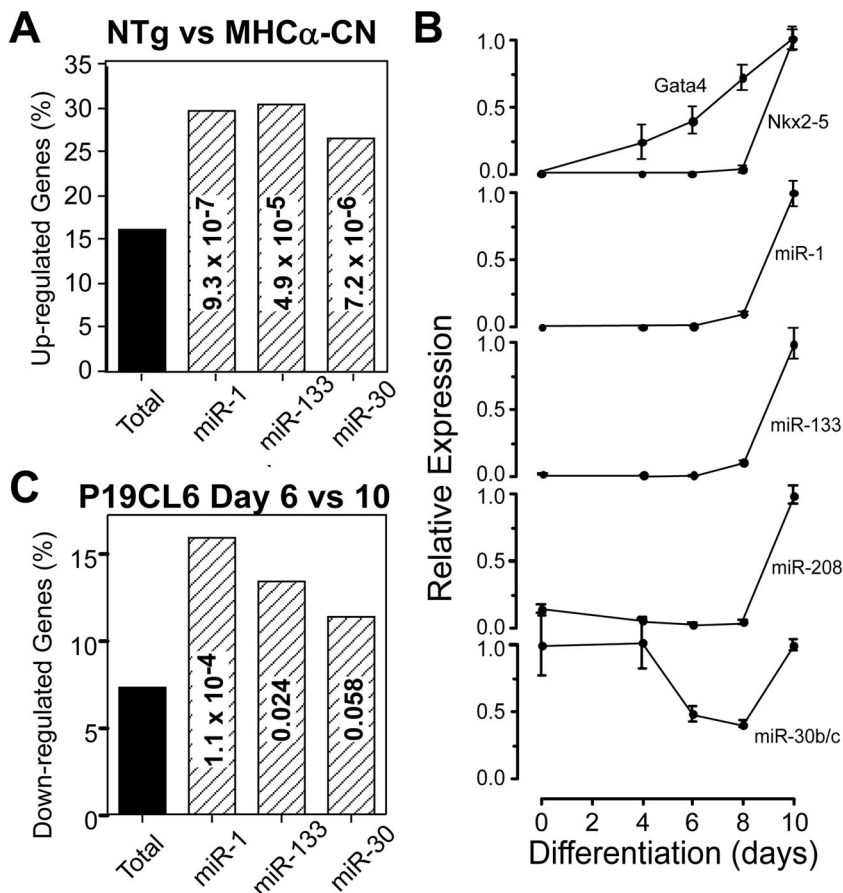 A
NTg vs MHCα-CN
Up-regulated Genes (%)
35
30
25
20
15
10
5
0
9.3 x 10-7
4.9 x 10-5
7.2 x 10-6
Total
miR-1
miR-133
miR-30
B
Relative Expression
1.0
0.5
0.0
Gata4
Nkx2-5
1.0
0.5
0.0
miR-1
1.0
0.5
0.0
miR-133
1.0
0.5
0.0
miR-208
1.0
0.5
0.0
miR-30b/c
0 2 4 6 8 10
Differentiation (days)
C
P19CL6 Day 6 vs 10
Down-regulated Genes (%)
15
10
5
0
1.1 x 10-4
0.024
0.058
Total
miR-1
miR-133
miR-30